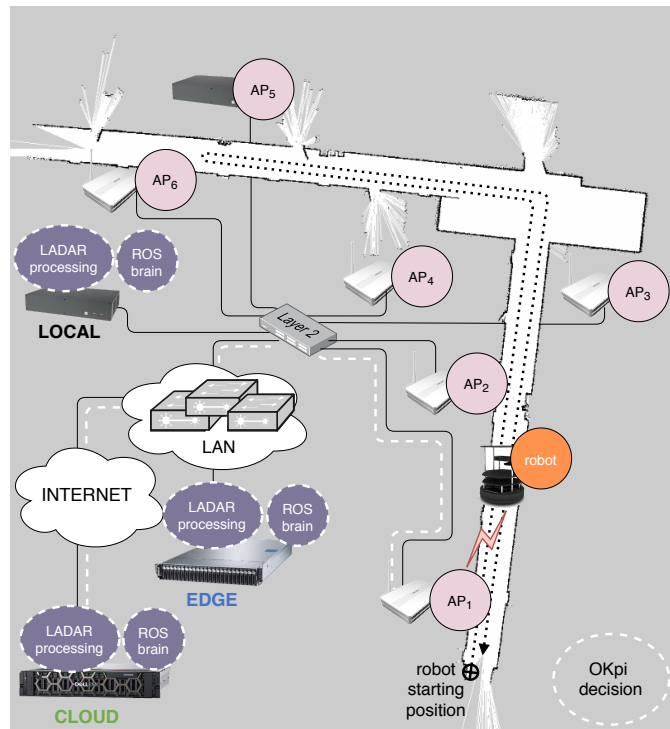 AP5
AP6
LADAR
processing
ROS
brain
AP4
AP3
LOCAL
Layer 2
AP2
LAN
robot
INTERNET
LADAR
processing
ROS
brain
EDGE
AP1
LADAR
processing
ROS
brain
robot
starting
position
OKpi
decision
CLOUD